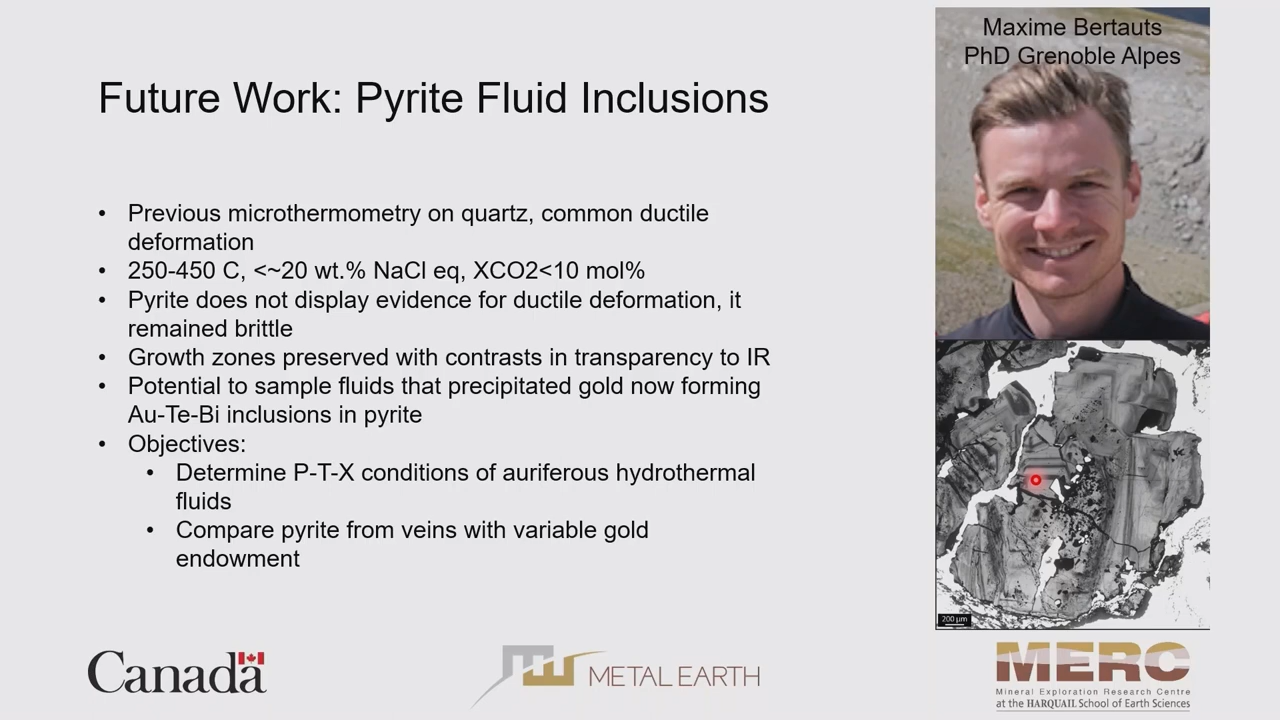 Maxime Bertauts
PhD Grenoble Alpes
Future Work: Pyrite Fluid Inclusions
• Previous microthermometry on quartz, common ductile
deformation
• 250-450 C, <~20 wt.% NaCl eq, XCO2<10 mol%
• Pyrite does not display evidence for ductile deformation, it
remained brittle
• Growth zones preserved with contrasts in transparency to IR
• Potential to sample fluids that precipitated gold now forming
Au-Te-Bi inclusions in pyrite
• Objectives:
• Determine P-T-X conditions of auriferous hydrothermal
fluids
• Compare pyrite from veins with variable gold
endowment
200 µm
Canada
METAL EARTH
MERC
Mineral Exploration Research Centre
at the HARQUAIL School of Earth Sciences